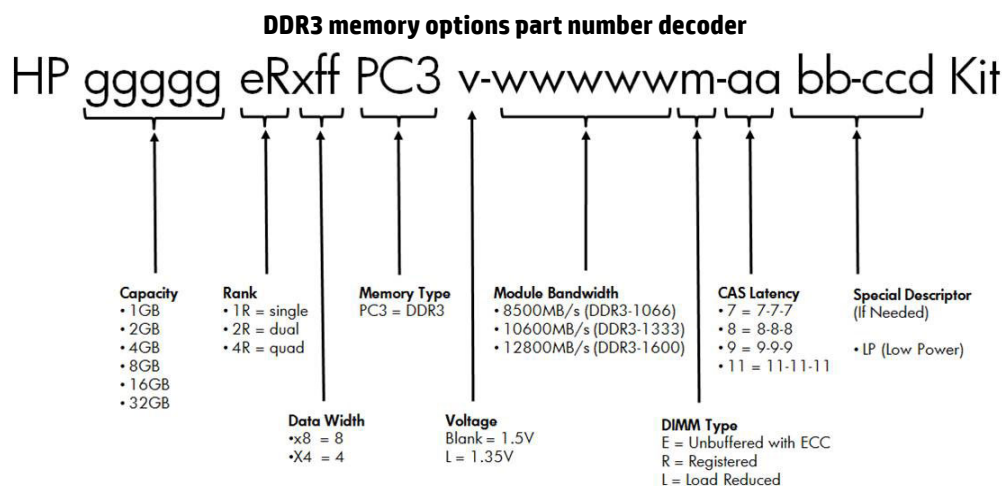 DDR3 memory options part number decoder
HP ggggg eRxff PC3 v-wwwwwm-aa bb-ccd Kit
Capacity
• 1GB
• 2GB
• 4GB
• 8GB
• 16GB
• 32GB
Rank
• 1R = single
• 2R = dual
• 4R = quad
Memory Type
PC3 = DDR3
Module Bandwidth
• 8500MB/s (DDR3-1066)
• 10600MB/s (DDR3-1333)
• 12800MB/s (DDR3-1600)
CAS Latency
• 7 = 7-7-7
• 8 = 8-8-8
• 9 = 9-9-9
• 11 = 11-11-11
Special Descriptor
(If Needed)
• LP (Low Power)
Data Width
•x8 = 8
•X4 = 4
Voltage
Blank = 1.5V
L = 1.35V
DIMM Type
E = Unbuffered with ECC
R = Registered
L = Load Reduced